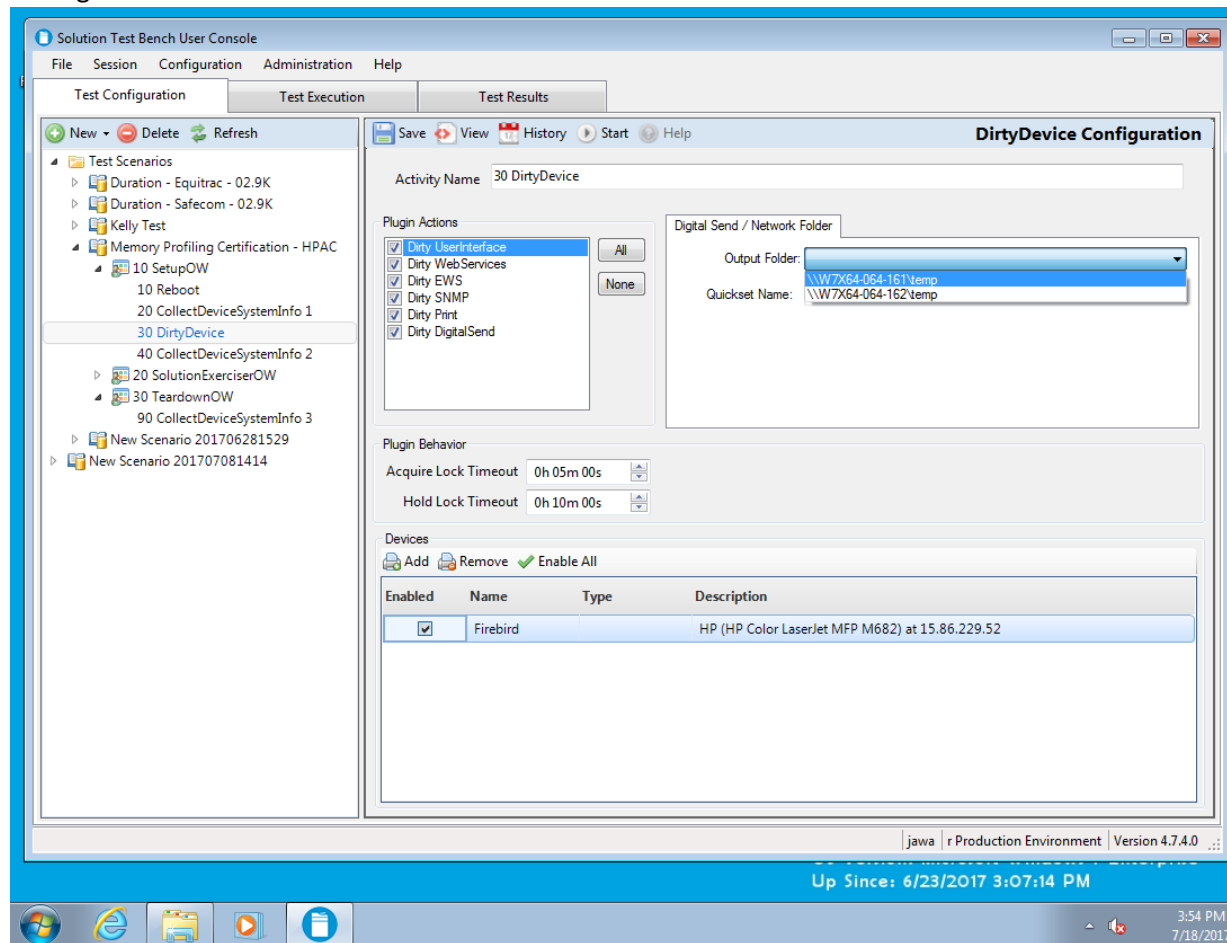 Solution Test Bench User Console
File Session Configuration Administration Help
Test Configuration Test Execution Test Results
New Delete Refresh
Test Scenarios
Duration - Equitrac - 02.9K
Duration - Safecom - 02.9K
Kelly Test
Memory Profiling Certification - HPAC
10 SetupOW
10 Reboot
20 CollectDeviceSystemInfo 1
30 DirtyDevice
40 CollectDeviceSystemInfo 2
20 SolutionExerciserOW
30 TeardownOW
90 CollectDeviceSystemInfo 3
New Scenario 201706281529
New Scenario 201707081414
Save View History Start Help DirtyDevice Configuration
Activity Name 30 DirtyDevice
Plugin Actions
Dirty UserInterface
Dirty WebServices
Dirty EWS
Dirty SNMP
Dirty Print
Dirty DigitalSend
All
None
Digital Send / Network Folder
Output Folder:
\\W7X64-064-161\temp
Quickset Name: \\W7X64-064-162\temp
Plugin Behavior
Acquire Lock Timeout 0h 05m 00s
Hold Lock Timeout 0h 10m 00s
Devices
Add Remove Enable All
Enabled Name Type Description
Firebird HP (HP Color LaserJet MFP M682) at 15.86.229.52
jawa r Production Environment Version 4.7.4.0
Up Since: 6/23/2017 3:07:14 PM
3:54 PM
7/18/201